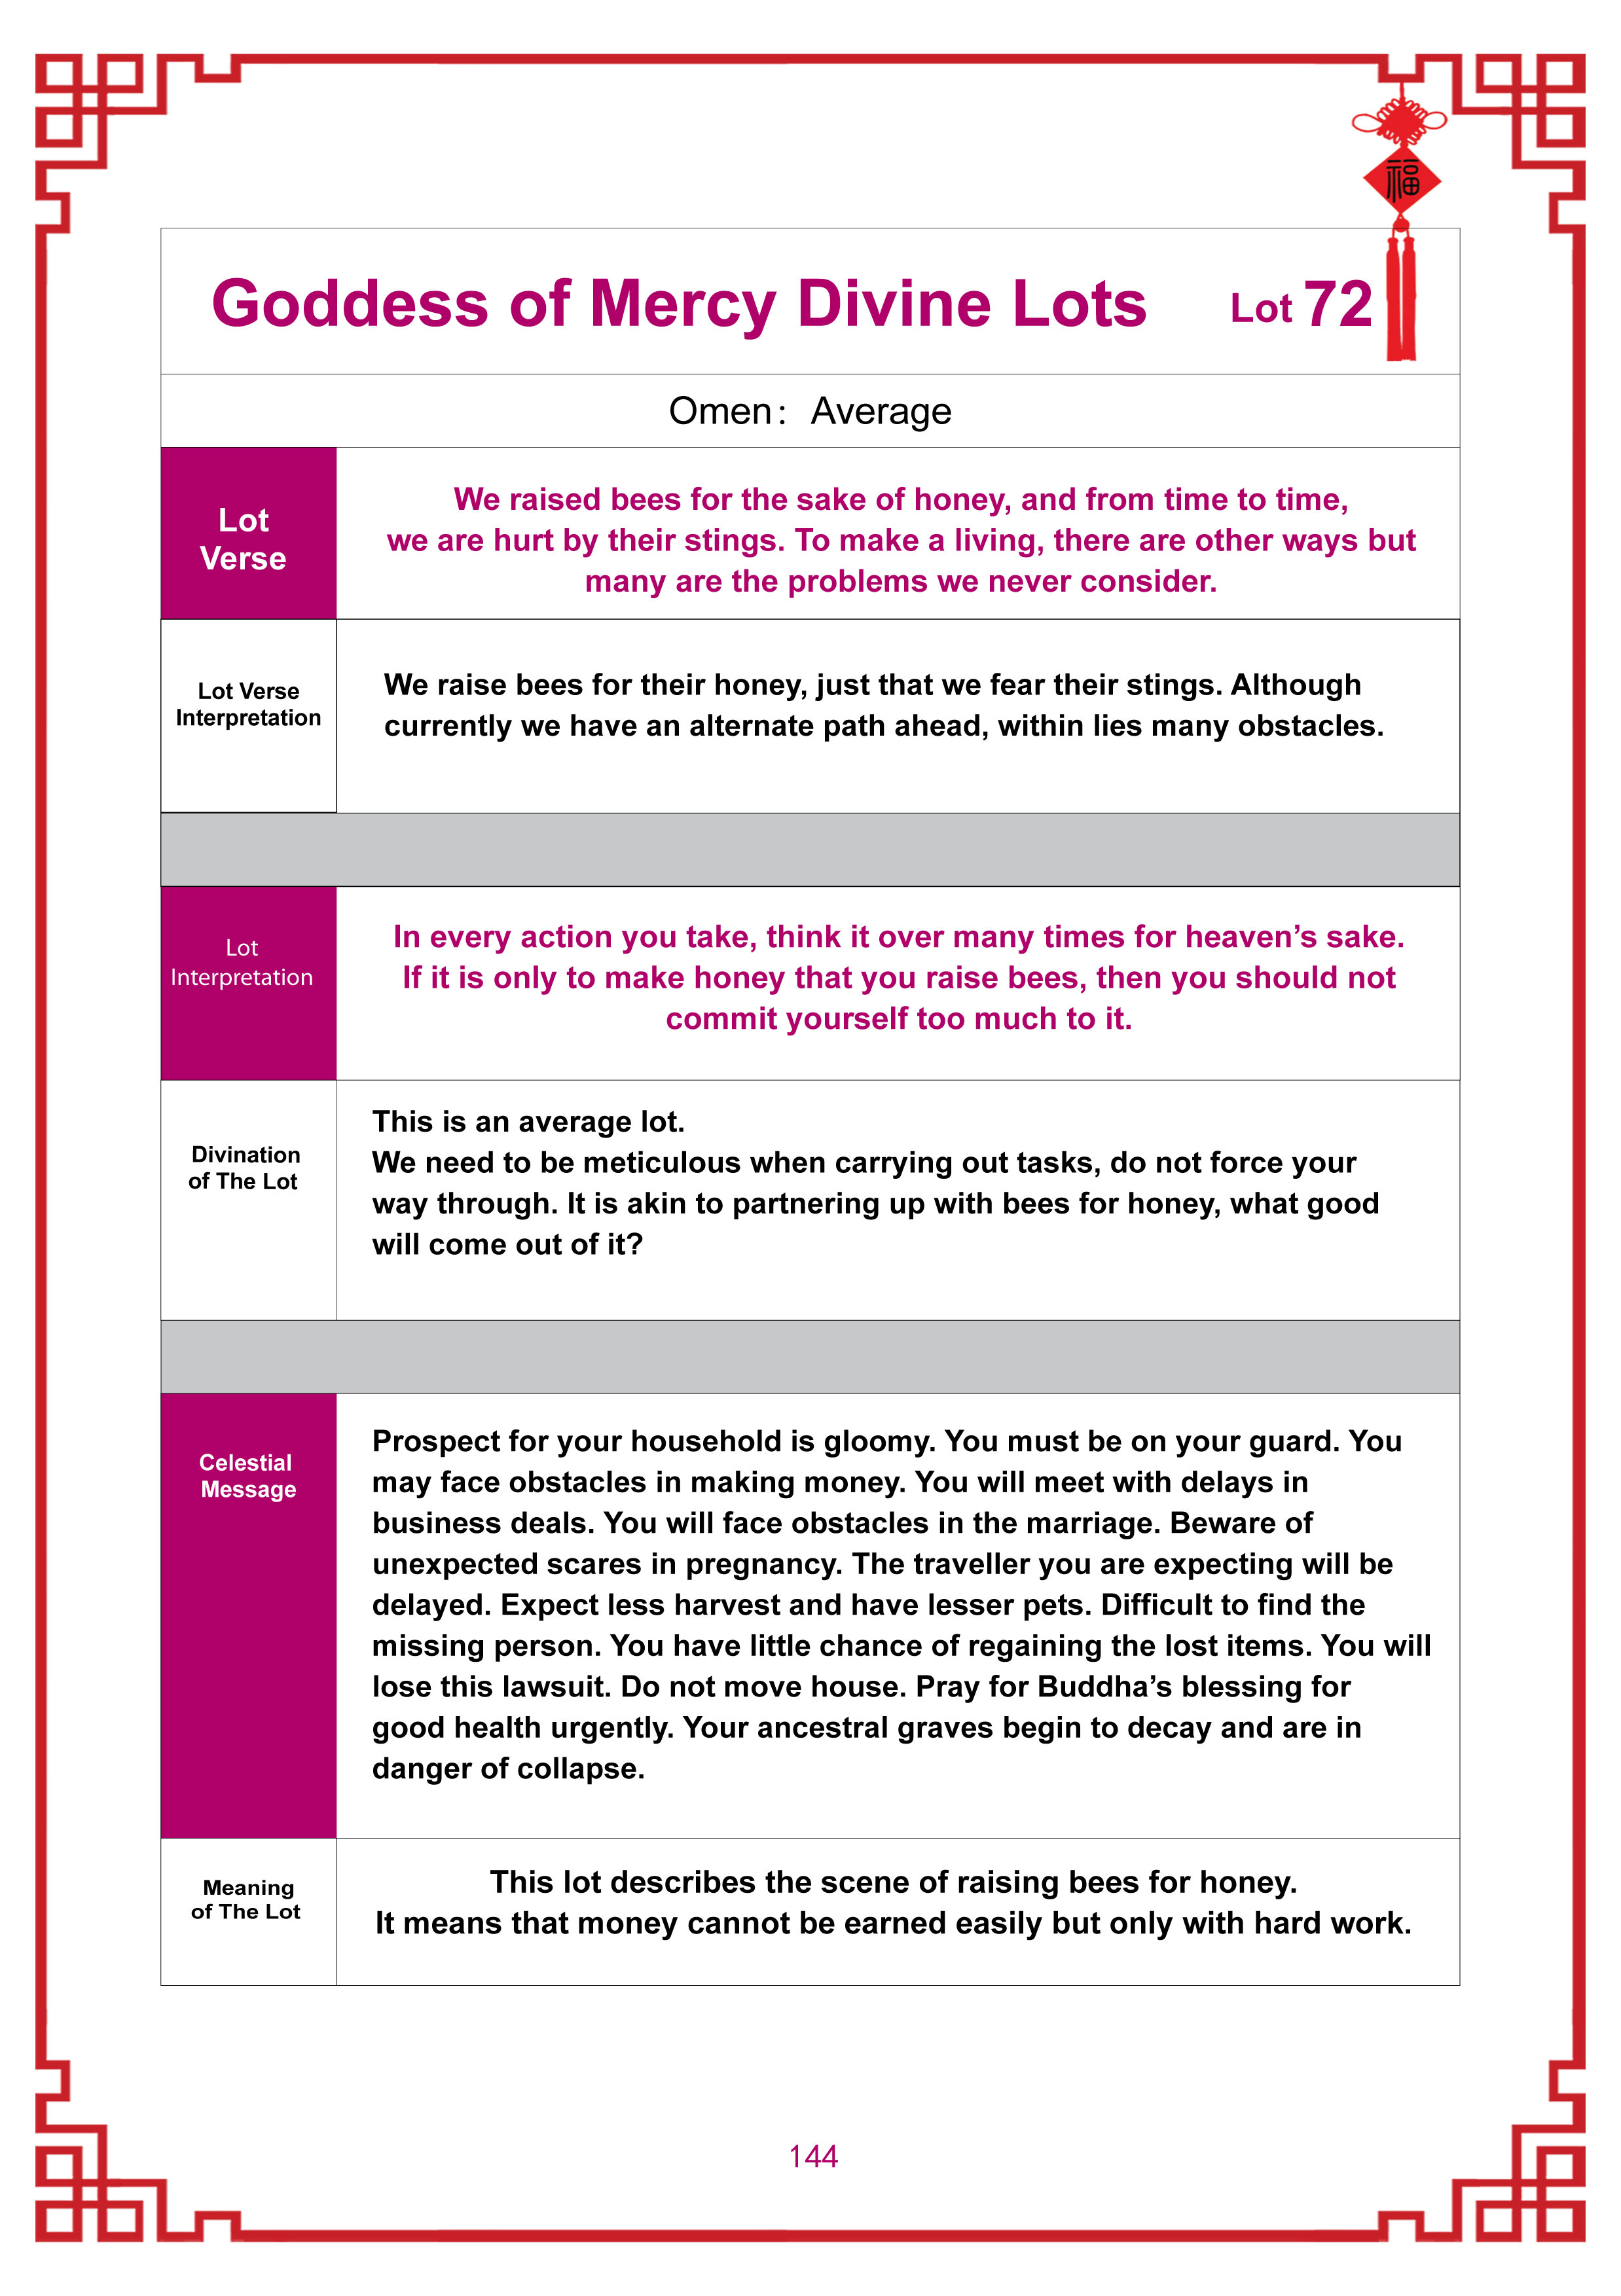 福
Goddess of Mercy Divine Lots Lot 72
Omen： Average
Lot
Verse
We raised bees for the sake of honey, and from time to time,
we are hurt by their stings. To make a living, there are other ways but
many are the problems we never consider.
Lot Verse
Interpretation
We raise bees for their honey, just that we fear their stings. Although
currently we have an alternate path ahead, within lies many obstacles.
Lot
Interpretation
In every action you take, think it over many times for heaven’s sake.
If it is only to make honey that you raise bees, then you should not
commit yourself too much to it.
Divination
of The Lot
This is an average lot.
We need to be meticulous when carrying out tasks, do not force your
way through. It is akin to partnering up with bees for honey, what good
will come out of it?
Celestial
Message
Prospect for your household is gloomy. You must be on your guard. You
may face obstacles in making money. You will meet with delays in
business deals. You will face obstacles in the marriage. Beware of
unexpected scares in pregnancy. The traveller you are expecting will be
delayed. Expect less harvest and have lesser pets. Difficult to find the
missing person. You have little chance of regaining the lost items. You will
lose this lawsuit. Do not move house. Pray for Buddha’s blessing for
good health urgently. Your ancestral graves begin to decay and are in
danger of collapse.
Meaning
of The Lot
This lot describes the scene of raising bees for honey.
It means that money cannot be earned easily but only with hard work.
144